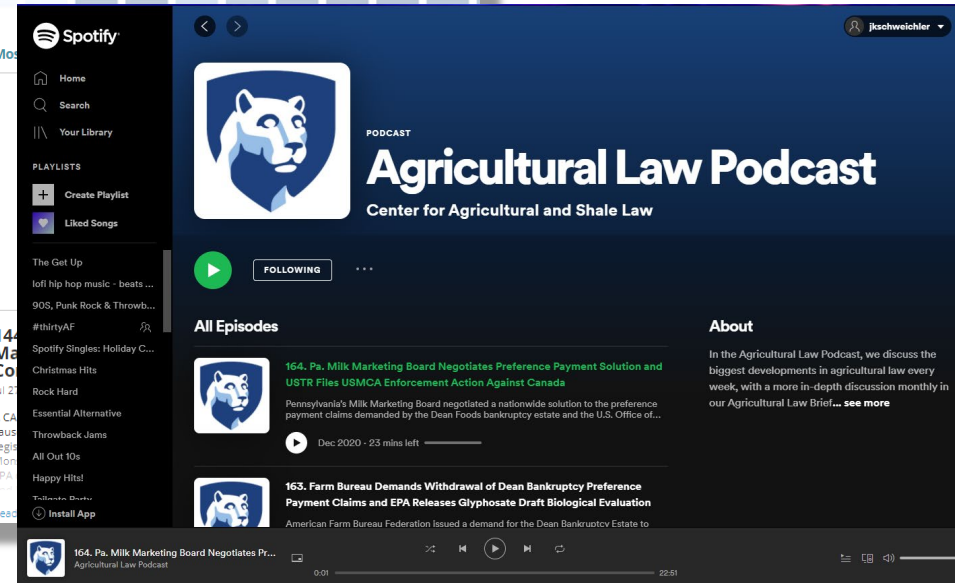 Spotify
Home
Search
Your Library
PLAYLISTS
Create Playlist
Liked Songs
The Get Up
lofi hip hop music - beats ...
90S, Punk Rock & Throwb...
#thirtyAF
Spotify Singles: Holiday C...
Christmas Hits
Rock Hard
Essential Alternative
Throwback Jams
All Out 10s
Happy Hits!
Tailgate Party
Install App
jkschweichler
PODCAST
Agricultural Law Podcast
Center for Agricultural and Shale Law
FOLLOWING
All Episodes
164. Pa. Milk Marketing Board Negotiates Preference Payment Solution and
USTR Files USMCA Enforcement Action Against Canada
Pennsylvania's Milk Marketing Board negotiated a nationwide solution to the preference
payment claims demanded by the Dean Foods bankruptcy estate and the U.S. Office of...
Dec 2020 - 23 mins left
163. Farm Bureau Demands Withdrawal of Dean Bankruptcy Preference
Payment Claims and EPA Releases Glyphosate Draft Biological Evaluation
American Farm Bureau Federation issued a demand for the Dean Bankruptcy Estate to
About
In the Agricultural Law Podcast, we discuss the
biggest developments in agricultural law every
week, with a more in-depth discussion monthly in
our Agricultural Law Brief... see more
164. Pa. Milk Marketing Board Negotiates Pr...
Agricultural Law Podcast
0:01
22:51